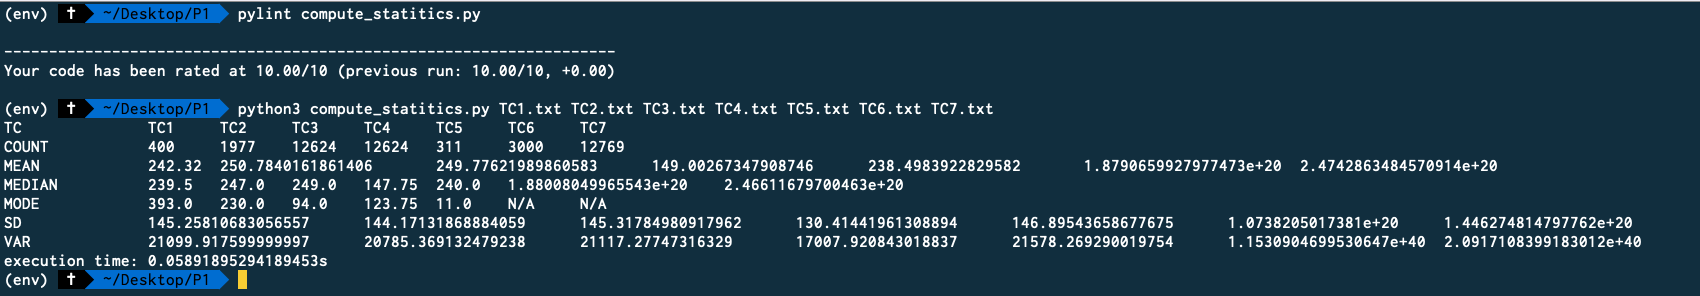 (env) ✝ ~/Desktop/P1 pylint compute_statitics.py
--------------------------------------------------------------------
Your code has been rated at 10.00/10 (previous run: 10.00/10, +0.00)
(env) ✝ ~/Desktop/P1 python3 compute_statitics.py TC1.txt TC2.txt TC3.txt TC4.txt TC5.txt TC6.txt TC7.txt
TC TC1 TC2 TC3 TC4 TC5 TC6 TC7
COUNT 400 1977 12624 12624 311 3000 12769
MEAN 242.32 250.7840161861406 249.77621989860583 149.00267347908746 238.4983922829582 1.8790659927977473e+20 2.4742863484570914e+20
MEDIAN 239.5 247.0 249.0 147.75 240.0 1.88008049965543e+20 2.46611679700463e+20
MODE 393.0 230.0 94.0 123.75 11.0 N/A N/A
SD 145.25810683056557 144.17131868884059 145.31784980917962 130.41441961308894 146.89543658677675 1.0738205017381e+20 1.446274814797762e+20
VAR 21099.917599999997 20785.369132479238 21117.27747316329 17007.920843018837 21578.269290019754 1.1530904699530647e+40 2.0917108399183012e+40
execution time: 0.05891895294189453s
(env) ✝ ~/Desktop/P1